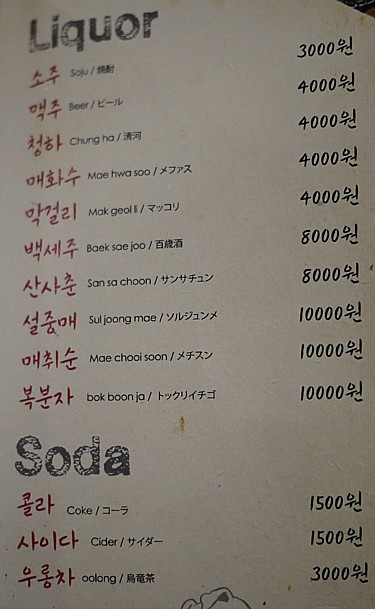 Liquor
소주 Soju / 焼酎 3000원
맥주 Beer / ビール 4000원
청하 Chung ha / 清河 4000원
매화수 Mae hwa soo / メファス 4000원
막걸리 Mak geol li / マッコリ 4000원
백세주 Baek sae joo / 百歳酒 8000원
산사춘 San sa choon / サンサチュン 8000원
설중매 Sul joong mae / ソルジュンメ 10000원
매취순 Mae chooi soon / メチスン 10000원
복분자 bok boon ja / トックリイチゴ 10000원
Soda
콜라 Coke / コーラ 1500원
사이다 Cider / サイダー 1500원
우롱차 oolong / 烏竜茶 3000원